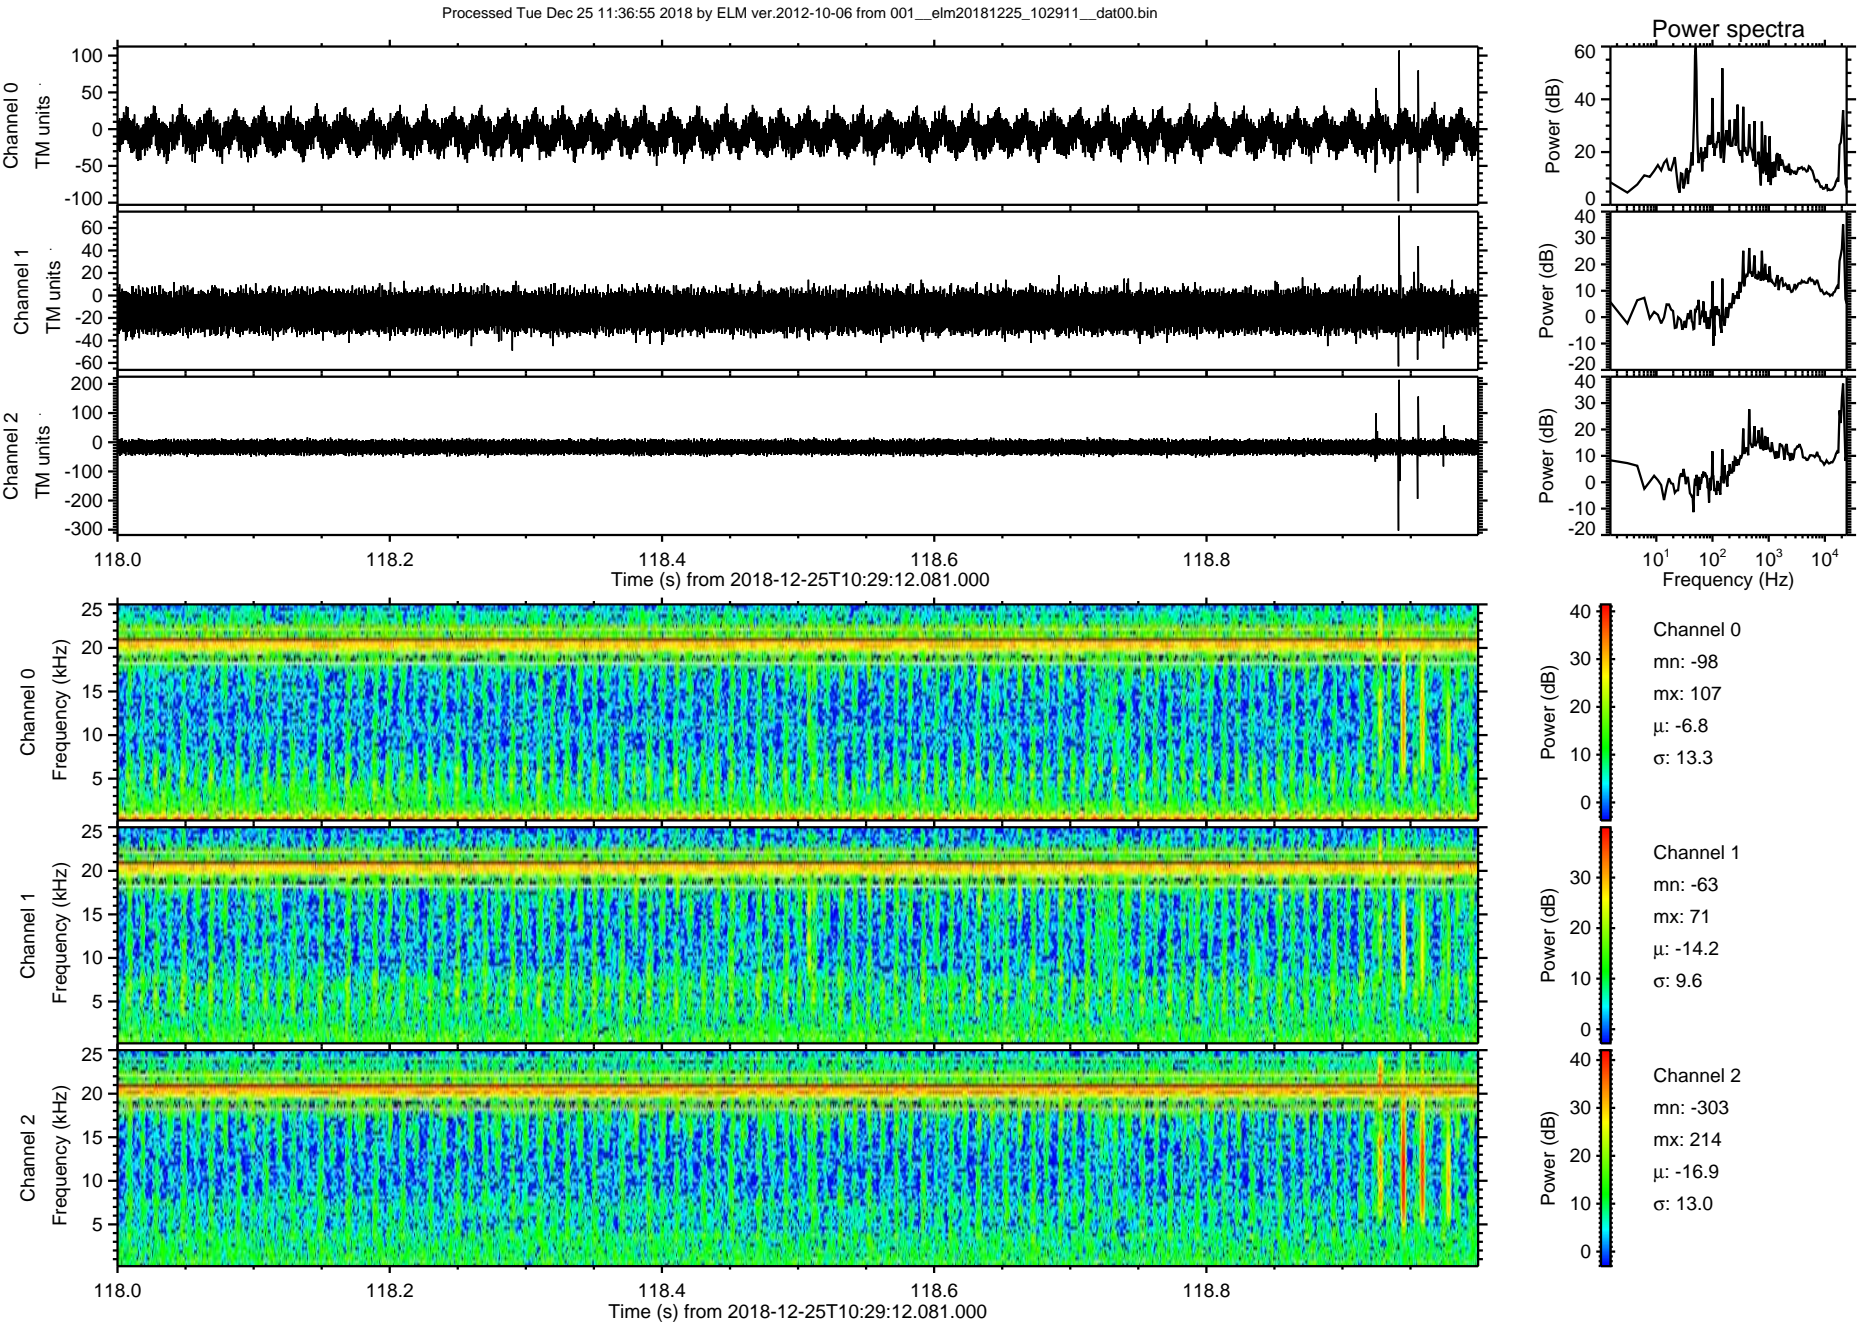 Processed Tue Dec 25 11:36:55 2018 by ELM ver.2012-10-06 from 001__elm20181225_102911__dat00.bin
Power spectra
Channel 0
TM units
100
50
0
-50
-100
Power (dB)
60
40
20
0
Channel 1
TM units
60
40
20
0
-20
-40
-60
Power (dB)
40
30
20
10
0
-10
-20
Channel 2
TM units
200
100
0
-100
-200
-300
Power (dB)
40
30
20
10
0
-10
-20
118.0 118.2 118.4 118.6 118.8
Time (s) from 2018-12-25T10:29:12.081.000
10¹ 10² 10³ 10⁴
Frequency (Hz)
Channel 0
Frequency (kHz)
25
20
15
10
5
Power (dB)
40
30
20
10
0
Channel 0
mn: -98
mx: 107
μ: -6.8
σ: 13.3
Channel 1
Frequency (kHz)
25
20
15
10
5
Power (dB)
30
20
10
0
Channel 1
mn: -63
mx: 71
μ: -14.2
σ: 9.6
Channel 2
Frequency (kHz)
25
20
15
10
5
Power (dB)
40
30
20
10
0
Channel 2
mn: -303
mx: 214
μ: -16.9
σ: 13.0
118.0 118.2 118.4 118.6 118.8
Time (s) from 2018-12-25T10:29:12.081.000